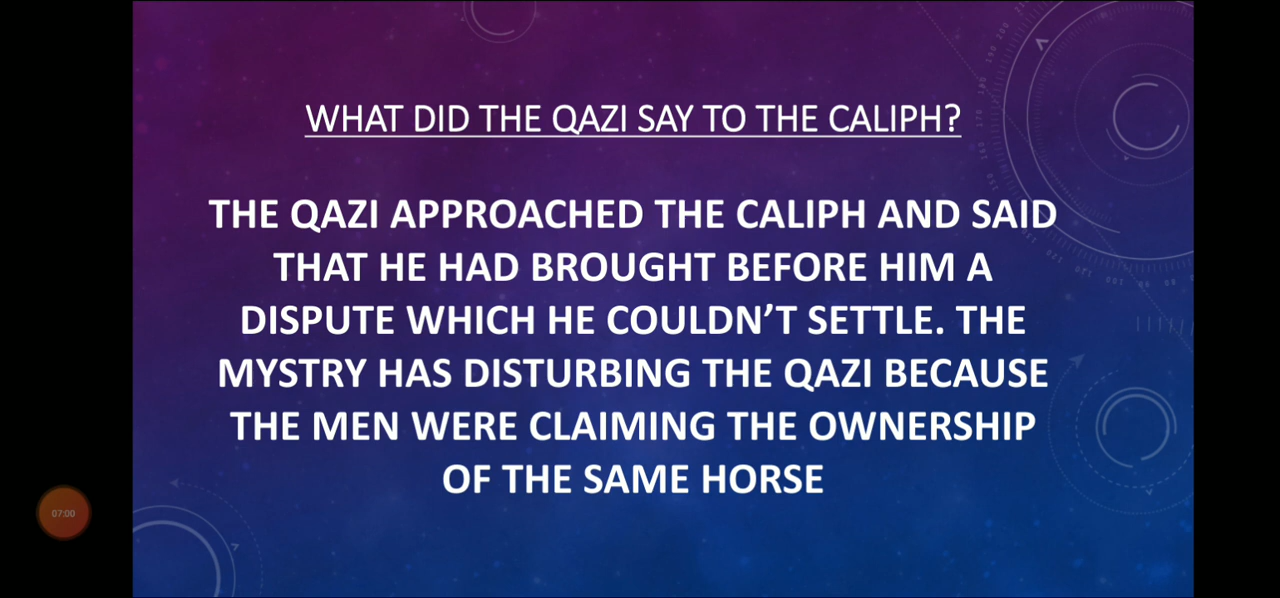 WHAT DID THE QAZI SAY TO THE CALIPH?
THE QAZI APPROACHED THE CALIPH AND SAID
THAT HE HAD BROUGHT BEFORE HIM A
DISPUTE WHICH HE COULDN’T SETTLE. THE
MYSTRY HAS DISTURBING THE QAZI BECAUSE
THE MEN WERE CLAIMING THE OWNERSHIP
OF THE SAME HORSE
07:00